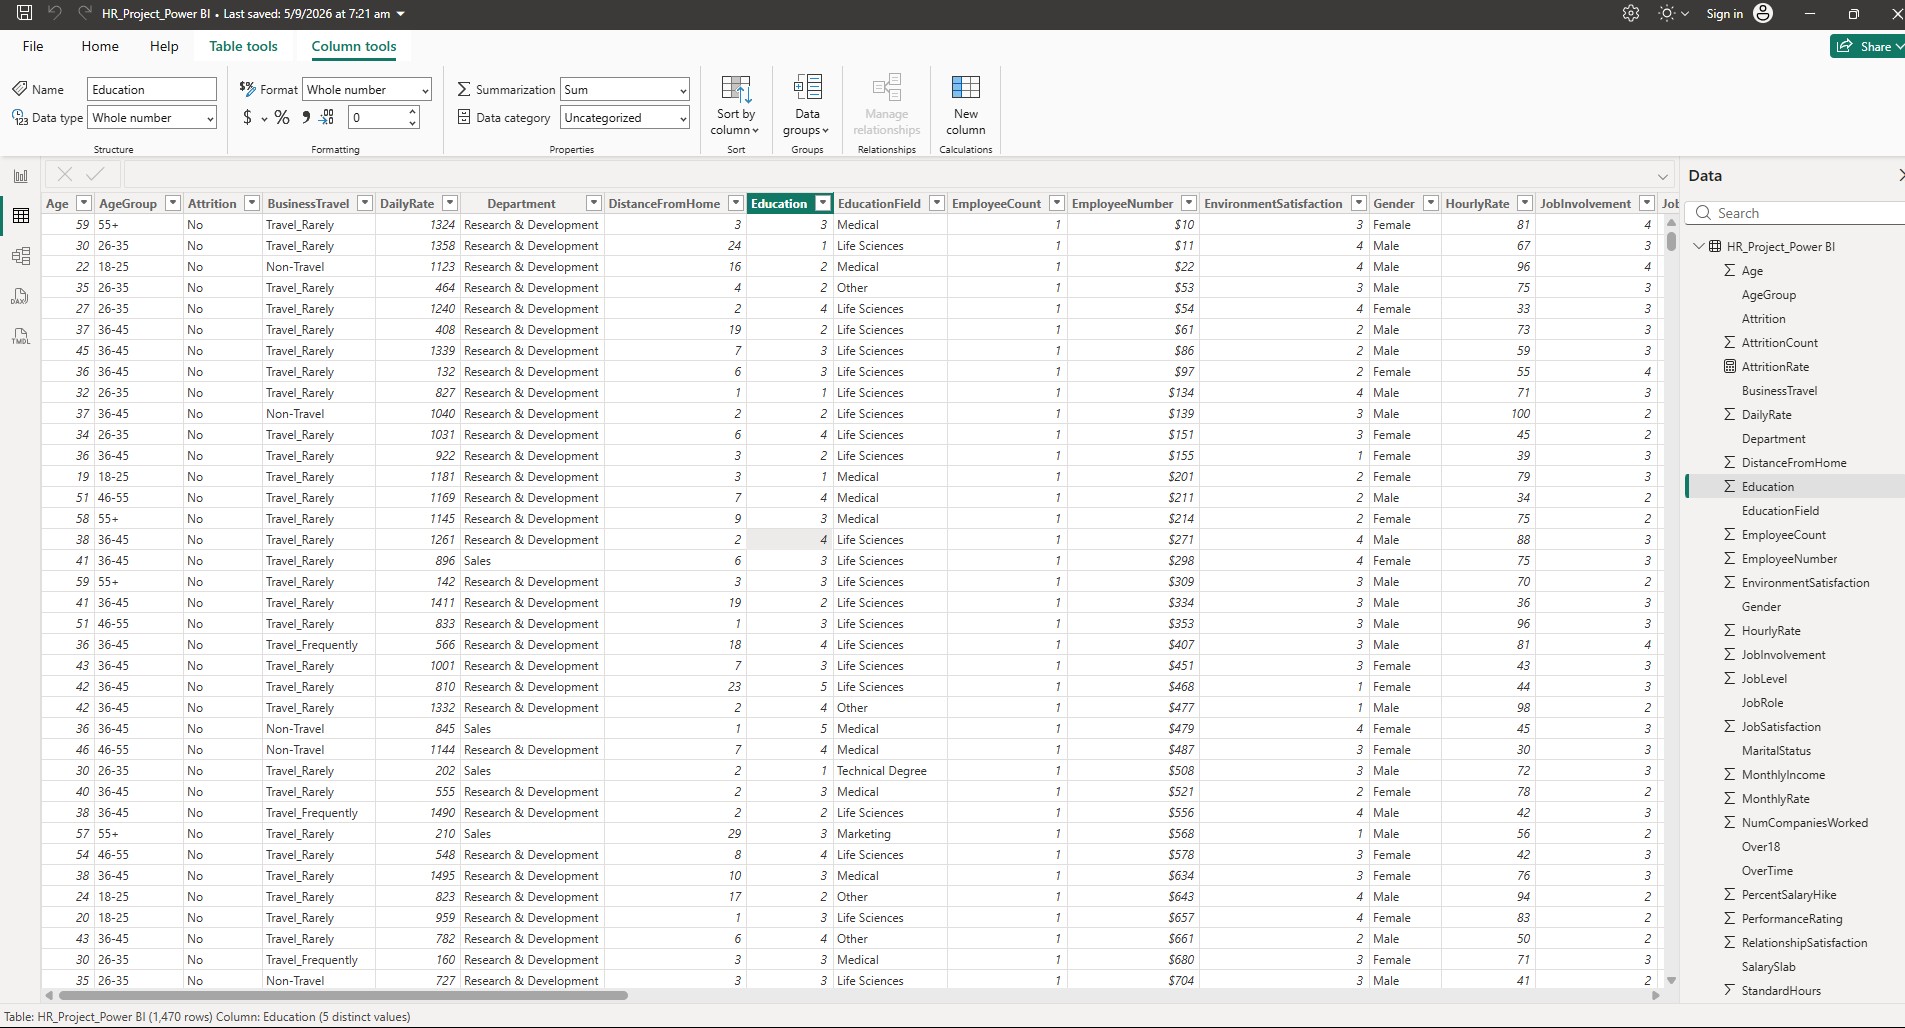 HR_Project_Power BI • Last saved: 5/9/2026 at 7:21 am
Sign in
File Home Help Table tools Column tools
Share
Name Education
Data type Whole number
Structure
Format Whole number
$ % 0
Formatting
Summarization Sum
Data category Uncategorized
Properties
Sort by column
Sort
Data groups
Groups
Manage relationships
Relationships
New column
Calculations
DAX
TMDL
Age AgeGroup Attrition BusinessTravel DailyRate Department DistanceFromHome Education EducationField EmployeeCount EmployeeNumber EnvironmentSatisfaction Gender HourlyRate JobInvolvement Job
59 55+ No Travel_Rarely 1324 Research & Development 3 3 Medical 1 $10 3 Female 81 4
30 26-35 No Travel_Rarely 1358 Research & Development 24 1 Life Sciences 1 $11 4 Male 67 3
22 18-25 No Non-Travel 1123 Research & Development 16 2 Medical 1 $22 4 Male 96 4
35 26-35 No Travel_Rarely 464 Research & Development 4 2 Other 1 $53 3 Male 75 3
27 26-35 No Travel_Rarely 1240 Research & Development 2 4 Life Sciences 1 $54 4 Female 33 3
37 36-45 No Travel_Rarely 408 Research & Development 19 2 Life Sciences 1 $61 2 Male 73 3
45 36-45 No Travel_Rarely 1339 Research & Development 7 3 Life Sciences 1 $86 2 Male 59 3
36 36-45 No Travel_Rarely 132 Research & Development 6 3 Life Sciences 1 $97 2 Female 55 4
32 26-35 No Travel_Rarely 827 Research & Development 1 1 Life Sciences 1 $134 4 Male 71 3
37 36-45 No Non-Travel 1040 Research & Development 2 2 Life Sciences 1 $139 3 Male 100 2
34 26-35 No Travel_Rarely 1031 Research & Development 6 4 Life Sciences 1 $151 3 Female 45 2
36 36-45 No Travel_Rarely 922 Research & Development 3 2 Life Sciences 1 $155 1 Female 39 3
19 18-25 No Travel_Rarely 1181 Research & Development 3 1 Medical 1 $201 2 Female 79 3
51 46-55 No Travel_Rarely 1169 Research & Development 7 4 Medical 1 $211 2 Male 34 2
58 55+ No Travel_Rarely 1145 Research & Development 9 3 Medical 1 $214 2 Female 75 2
38 36-45 No Travel_Rarely 1261 Research & Development 2 4 Life Sciences 1 $271 4 Male 88 3
41 36-45 No Travel_Rarely 896 Sales 6 3 Life Sciences 1 $298 4 Female 75 3
59 55+ No Travel_Rarely 142 Research & Development 3 3 Life Sciences 1 $309 3 Male 70 2
41 36-45 No Travel_Rarely 1411 Research & Development 19 2 Life Sciences 1 $334 3 Male 36 3
51 46-55 No Travel_Rarely 833 Research & Development 1 3 Life Sciences 1 $353 3 Male 96 3
36 36-45 No Travel_Frequently 566 Research & Development 18 4 Life Sciences 1 $407 3 Male 81 4
43 36-45 No Travel_Rarely 1001 Research & Development 7 3 Life Sciences 1 $451 3 Female 43 3
42 36-45 No Travel_Rarely 810 Research & Development 23 5 Life Sciences 1 $468 1 Female 44 3
42 36-45 No Travel_Rarely 1332 Research & Development 2 4 Other 1 $477 1 Male 98 2
36 36-45 No Non-Travel 845 Sales 1 5 Medical 1 $479 4 Female 45 3
46 46-55 No Non-Travel 1144 Research & Development 7 4 Medical 1 $487 3 Female 30 3
30 26-35 No Travel_Rarely 202 Sales 2 1 Technical Degree 1 $508 3 Male 72 3
40 36-45 No Travel_Rarely 555 Research & Development 2 3 Medical 1 $521 2 Female 78 2
38 36-45 No Travel_Frequently 1490 Research & Development 2 2 Life Sciences 1 $556 4 Male 42 3
57 55+ No Travel_Rarely 210 Sales 29 3 Marketing 1 $568 1 Male 56 2
54 46-55 No Travel_Rarely 548 Research & Development 8 4 Life Sciences 1 $578 3 Female 42 3
38 36-45 No Travel_Rarely 1495 Research & Development 10 3 Medical 1 $634 3 Female 76 3
24 18-25 No Travel_Rarely 823 Research & Development 17 2 Other 1 $643 4 Male 94 2
20 18-25 No Travel_Rarely 959 Research & Development 1 3 Life Sciences 1 $657 4 Female 83 2
43 36-45 No Travel_Rarely 782 Research & Development 6 4 Other 1 $661 2 Male 50 2
30 26-35 No Travel_Frequently 160 Research & Development 3 3 Medical 1 $680 3 Female 71 3
35 26-35 No Non-Travel 727 Research & Development 3 3 Life Sciences 1 $704 3 Male 41 2
Data
Search
HR_Project_Power BI
Age
AgeGroup
Attrition
AttritionCount
AttritionRate
BusinessTravel
DailyRate
Department
DistanceFromHome
Education
EducationField
EmployeeCount
EmployeeNumber
EnvironmentSatisfaction
Gender
HourlyRate
JobInvolvement
JobLevel
JobRole
JobSatisfaction
MaritalStatus
MonthlyIncome
MonthlyRate
NumCompaniesWorked
Over18
OverTime
PercentSalaryHike
PerformanceRating
RelationshipSatisfaction
SalarySlab
StandardHours
Table: HR_Project_Power BI (1,470 rows) Column: Education (5 distinct values)